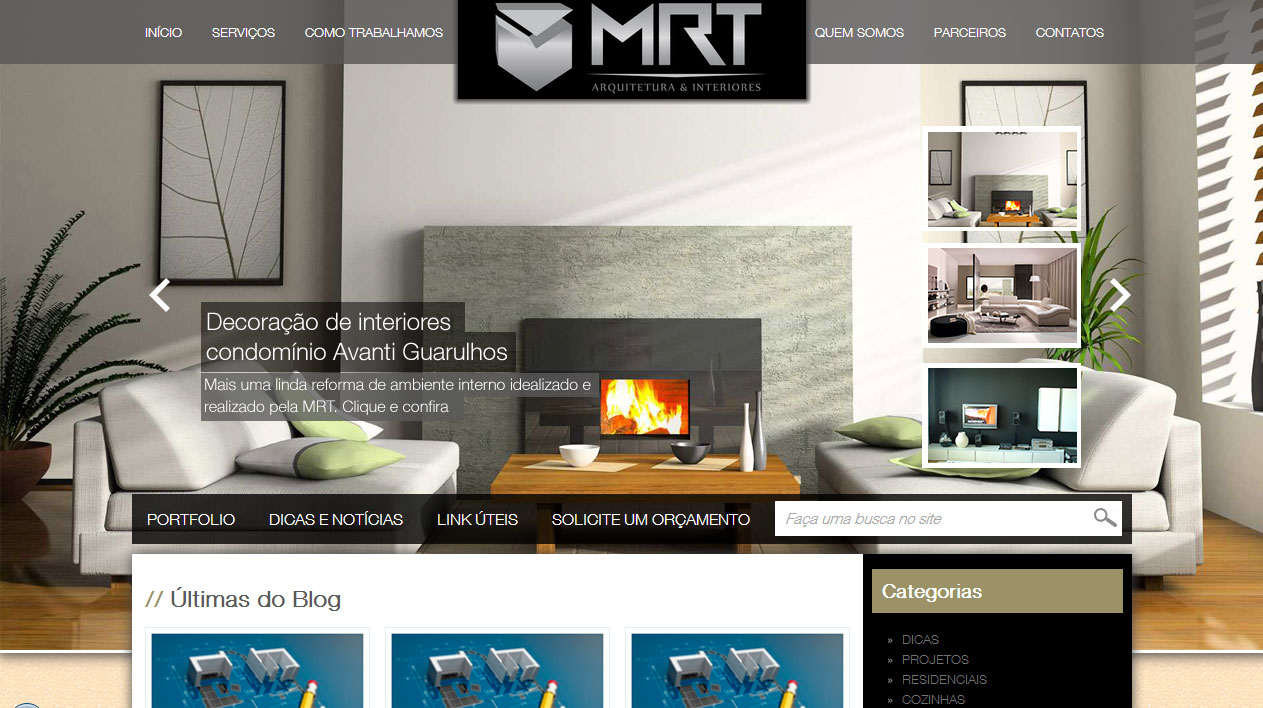 INÍCIO SERVIÇOS COMO TRABALHAMOS
MRT
ARQUITETURA & INTERIORES
QUEM SOMOS PARCEIROS CONTATOS
Decoração de interiores
condomínio Avanti Guarulhos
Mais uma linda reforma de ambiente interno idealizado e
realizado pela MRT. Clique e confira
PORTFOLIO DICAS E NOTÍCIAS LINK ÚTEIS SOLICITE UM ORÇAMENTO Faça uma busca no site
// Últimas do Blog
Categorias
» DICAS
» PROJETOS
» RESIDENCIAIS
» COZINHAS